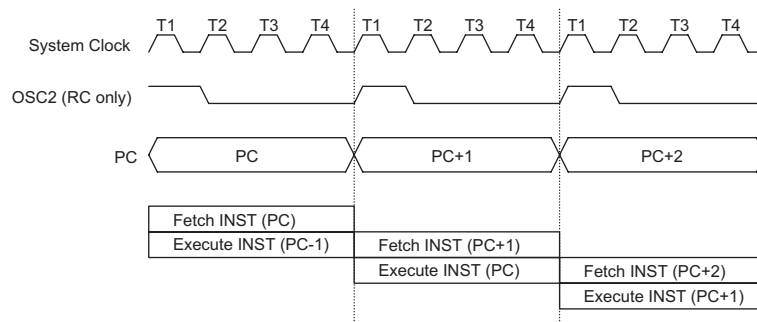 T1 T2 T3 T4 T1 T2 T3 T4 T1 T2 T3 T4
System Clock
OSC2 (RC only)
PC PC PC+1 PC+2
Fetch INST (PC)
Execute INST (PC-1) Fetch INST (PC+1)
Execute INST (PC) Fetch INST (PC+2)
Execute INST (PC+1)